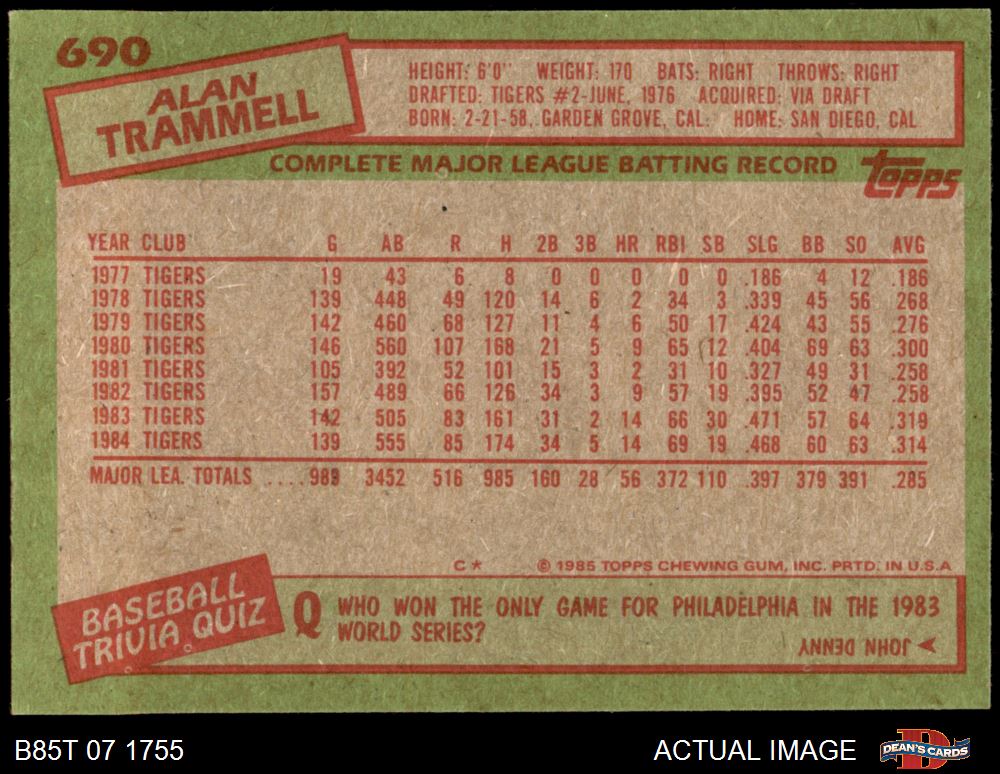 690
ALAN
TRAMMELL
HEIGHT: 6'0" WEIGHT: 170 BATS: RIGHT THROWS: RIGHT
DRAFTED: TIGERS #2-JUNE, 1976 ACQUIRED: VIA DRAFT
BORN: 2-21-58, GARDEN GROVE, CAL. HOME: SAN DIEGO, CAL
COMPLETE MAJOR LEAGUE BATTING RECORD
TOPPS
YEAR CLUB G AB R H 2B 3B HR RBI SB SLG BB SO AVG
1977 TIGERS 19 43 6 8 0 0 0 0 0 .186 4 12 .186
1978 TIGERS 139 448 49 120 14 6 2 34 3 .339 45 56 .268
1979 TIGERS 142 460 68 127 11 4 6 50 17 .424 43 55 .276
1980 TIGERS 146 560 107 168 21 5 9 65 12 .404 69 63 .300
1981 TIGERS 105 392 52 101 15 3 2 31 10 .327 49 31 .258
1982 TIGERS 157 489 66 126 34 3 9 57 19 .395 52 47 .258
1983 TIGERS 142 505 83 161 31 2 14 66 30 .471 57 64 .319
1984 TIGERS 139 555 85 174 34 5 14 69 19 .468 60 63 .314
MAJOR LEA. TOTALS ....989 3452 516 985 160 28 56 372 110 .397 379 391 .285
C* © 1985 TOPPS CHEWING GUM, INC. PRTD. IN U.S.A
BASEBALL
TRIVIA QUIZ
Q WHO WON THE ONLY GAME FOR PHILADELPHIA IN THE 1983
WORLD SERIES?
JOHN DENNY
B85T 07 1755
ACTUAL IMAGE
DEAN'S CARDS